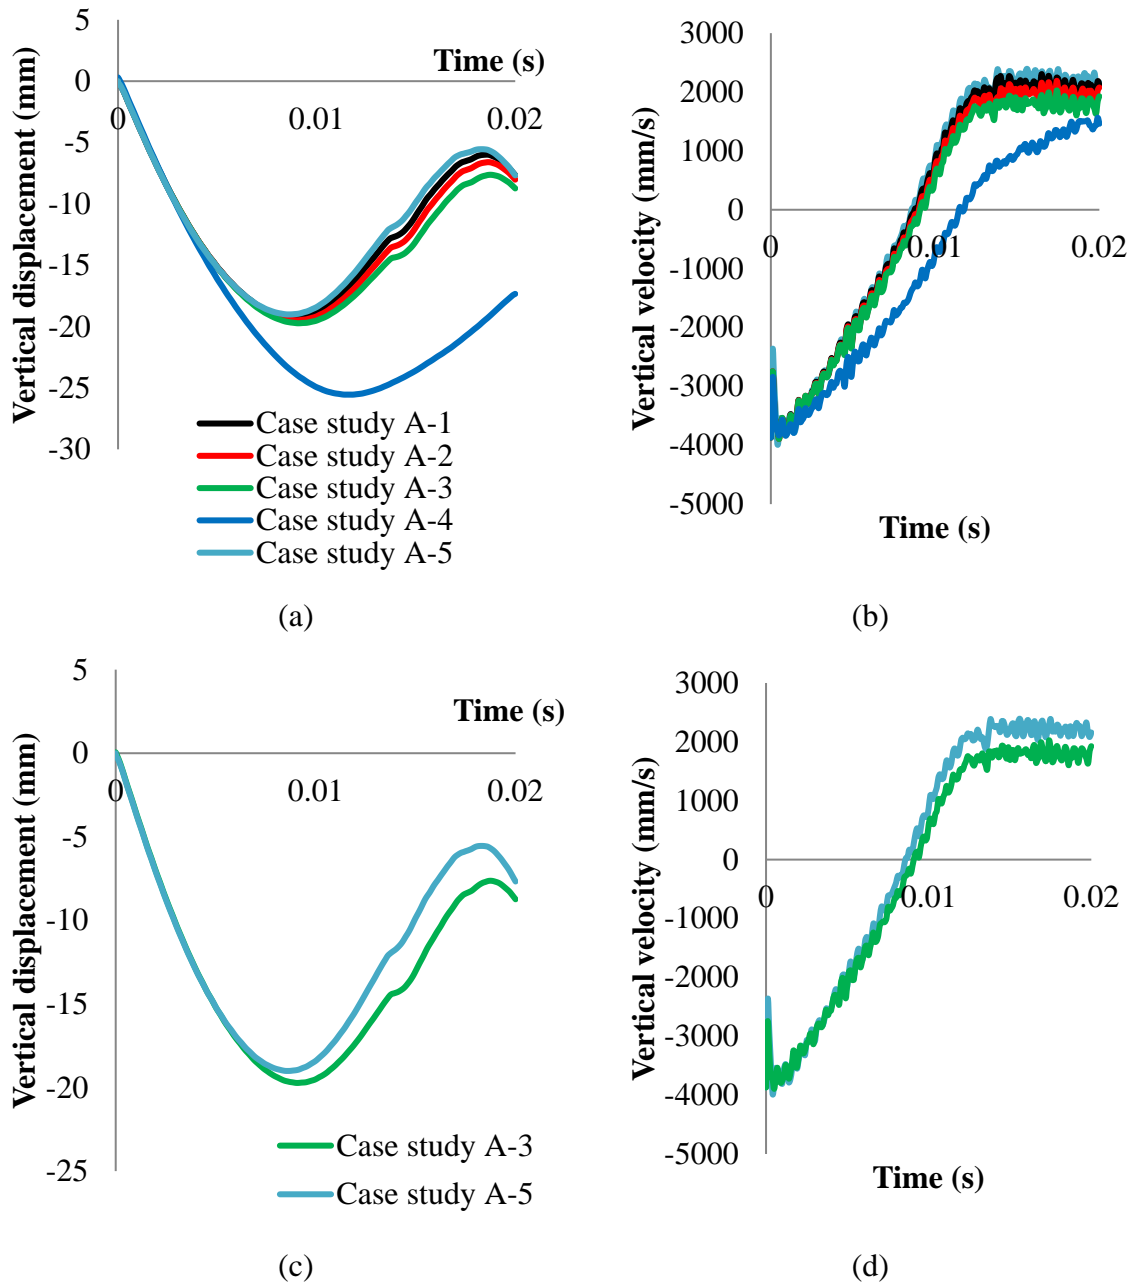 5
0
-5
-10
-15
-20
-25
-30
Vertical displacement (mm)
Time (s)
0
0.01
0.02
Case study A-1
Case study A-2
Case study A-3
Case study A-4
Case study A-5
(a)
3000
2000
1000
0
-1000
-2000
-3000
-4000
-5000
Vertical velocity (mm/s)
0
0.01
0.02
Time (s)
(b)
5
0
-5
-10
-15
-20
-25
Vertical displacement (mm)
Time (s)
0
0.01
0.02
Case study A-3
Case study A-5
(c)
3000
2000
1000
0
-1000
-2000
-3000
-4000
-5000
Vertical velocity (mm/s)
0
0.01
0.02
Time (s)
(d)